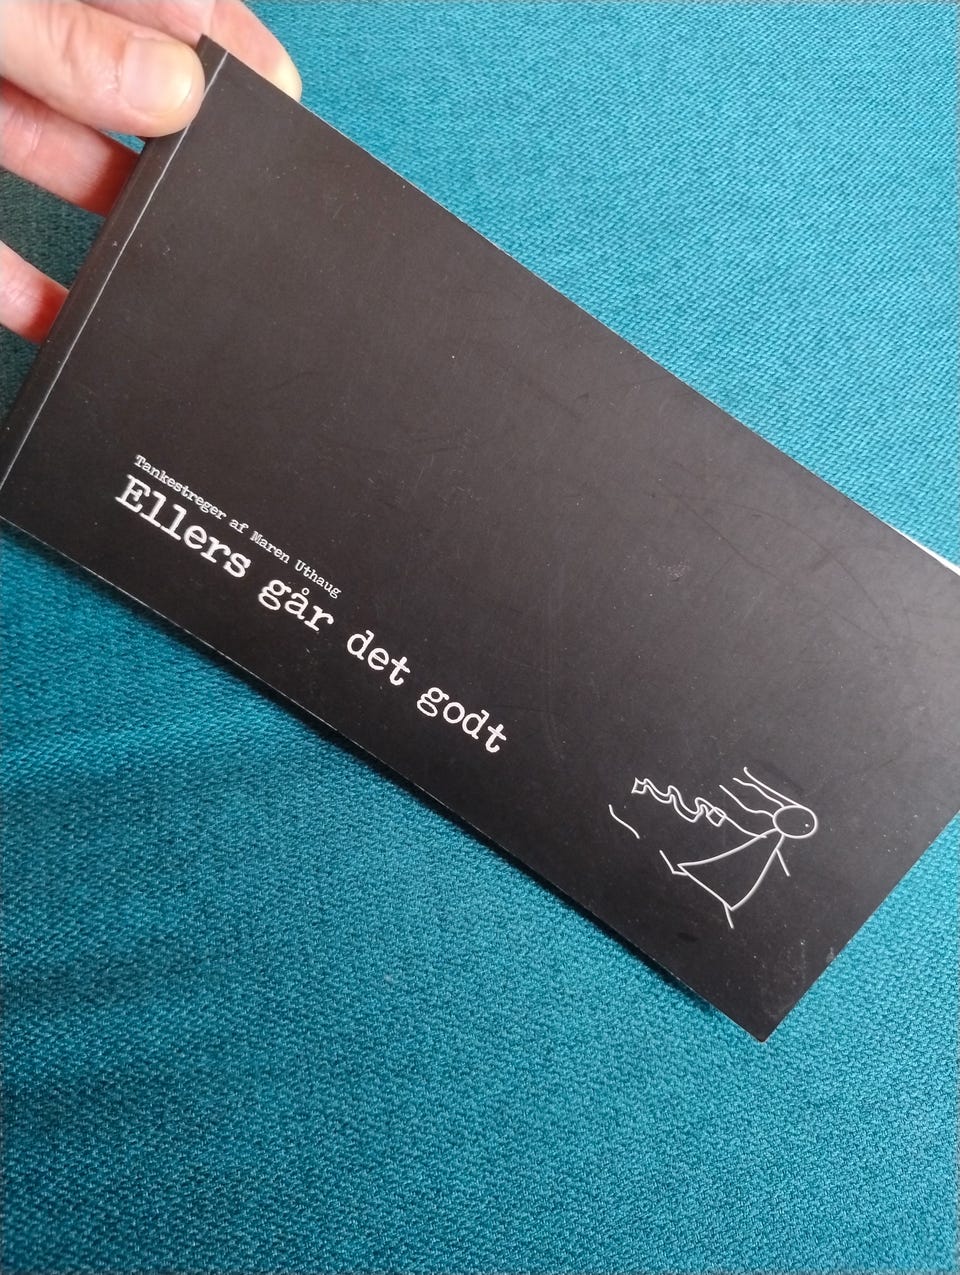 Tankestreger af Maren Uthaug
Ellers går det godt